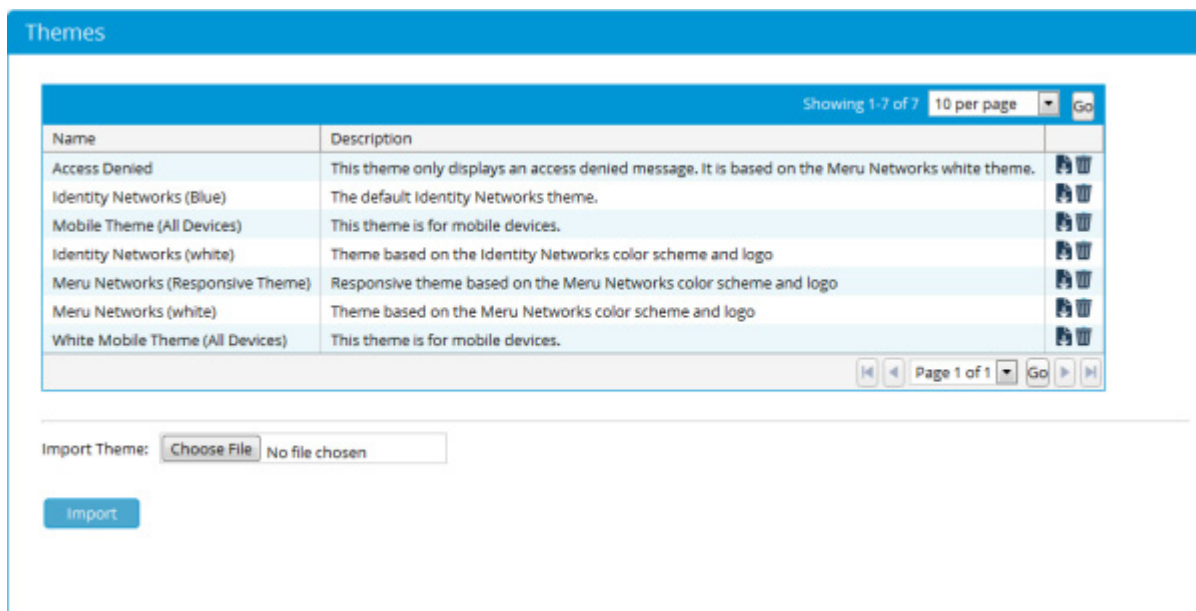 Themes
Showing 1-7 of 7 10 per page Go
Name Description
Access Denied This theme only displays an access denied message. It is based on the Meru Networks white theme.
Identity Networks (Blue) The default Identity Networks theme.
Mobile Theme (All Devices) This theme is for mobile devices.
Identity Networks (white) Theme based on the Identity Networks color scheme and logo
Meru Networks (Responsive Theme) Responsive theme based on the Meru Networks color scheme and logo
Meru Networks (white) Theme based on the Meru Networks color scheme and logo
White Mobile Theme (All Devices) This theme is for mobile devices.
Page 1 of 1 Go
Import Theme: Choose File No file chosen
Import